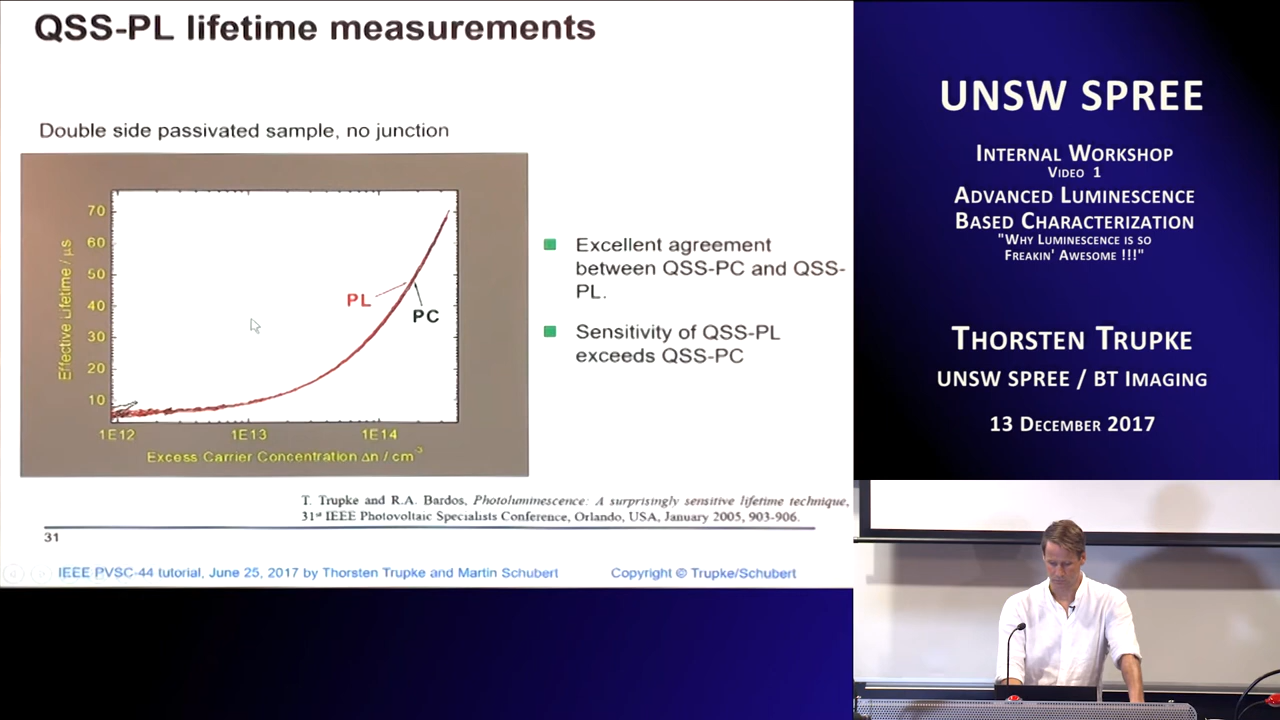 QSS-PL lifetime measurements
Double side passivated sample, no junction
Effective Lifetime / μs
70
60
50
40
30
20
10
PL
PC
1E12
1E13
1E14
Excess Carrier Concentration Δn / cm⁻³
Excellent agreement
between QSS-PC and QSS-
PL.
Sensitivity of QSS-PL
exceeds QSS-PC
T. Trupke and R.A. Bardos, Photoluminescence: A surprisingly sensitive lifetime technique,
31st IEEE Photovoltaic Specialists Conference, Orlando, USA, January 2005, 903-906.
31
IEEE PVSC-44 tutorial, June 25, 2017 by Thorsten Trupke and Martin Schubert
Copyright © Trupke/Schubert
UNSW SPREE
Internal Workshop
Video 1
Advanced Luminescence
Based Characterization
"Why Luminescence is so
Freakin' Awesome !!!"
Thorsten Trupke
UNSW SPREE / BT Imaging
13 December 2017